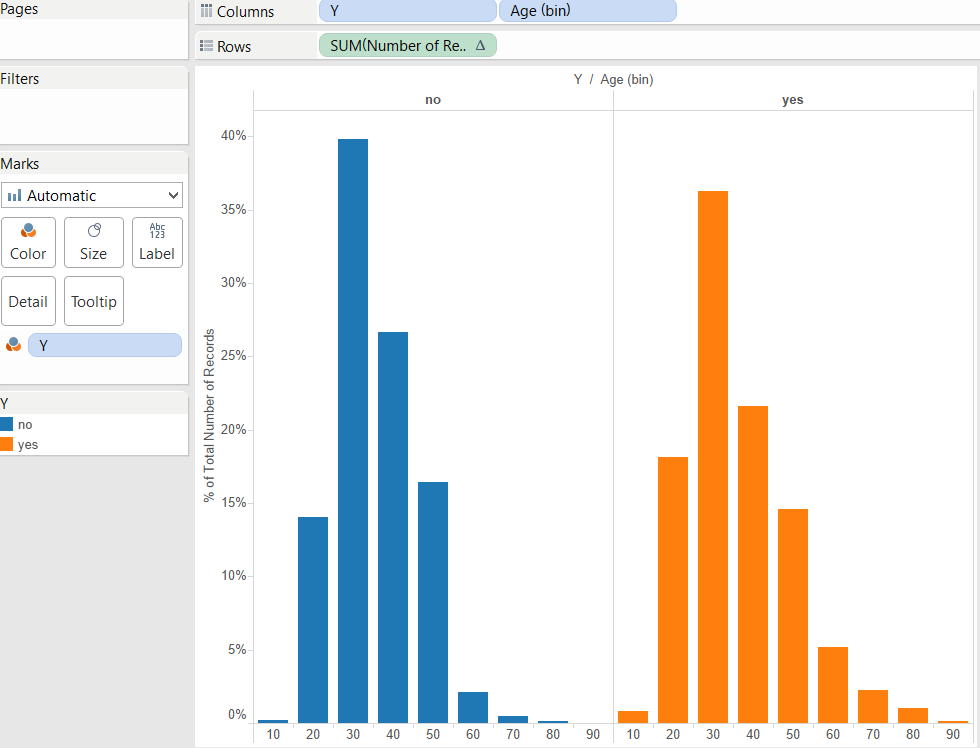 Pages
Columns
Y
Age (bin)
Rows
SUM(Number of Re.. Δ
Filters
Marks
Automatic
Color
Size
Abc
123
Label
Detail
Tooltip
Y
Y
no
yes
Y / Age (bin)
no
yes
% of Total Number of Records
40%
35%
30%
25%
20%
15%
10%
5%
0%
10 20 30 40 50 60 70 80 90 10 20 30 40 50 60 70 80 90